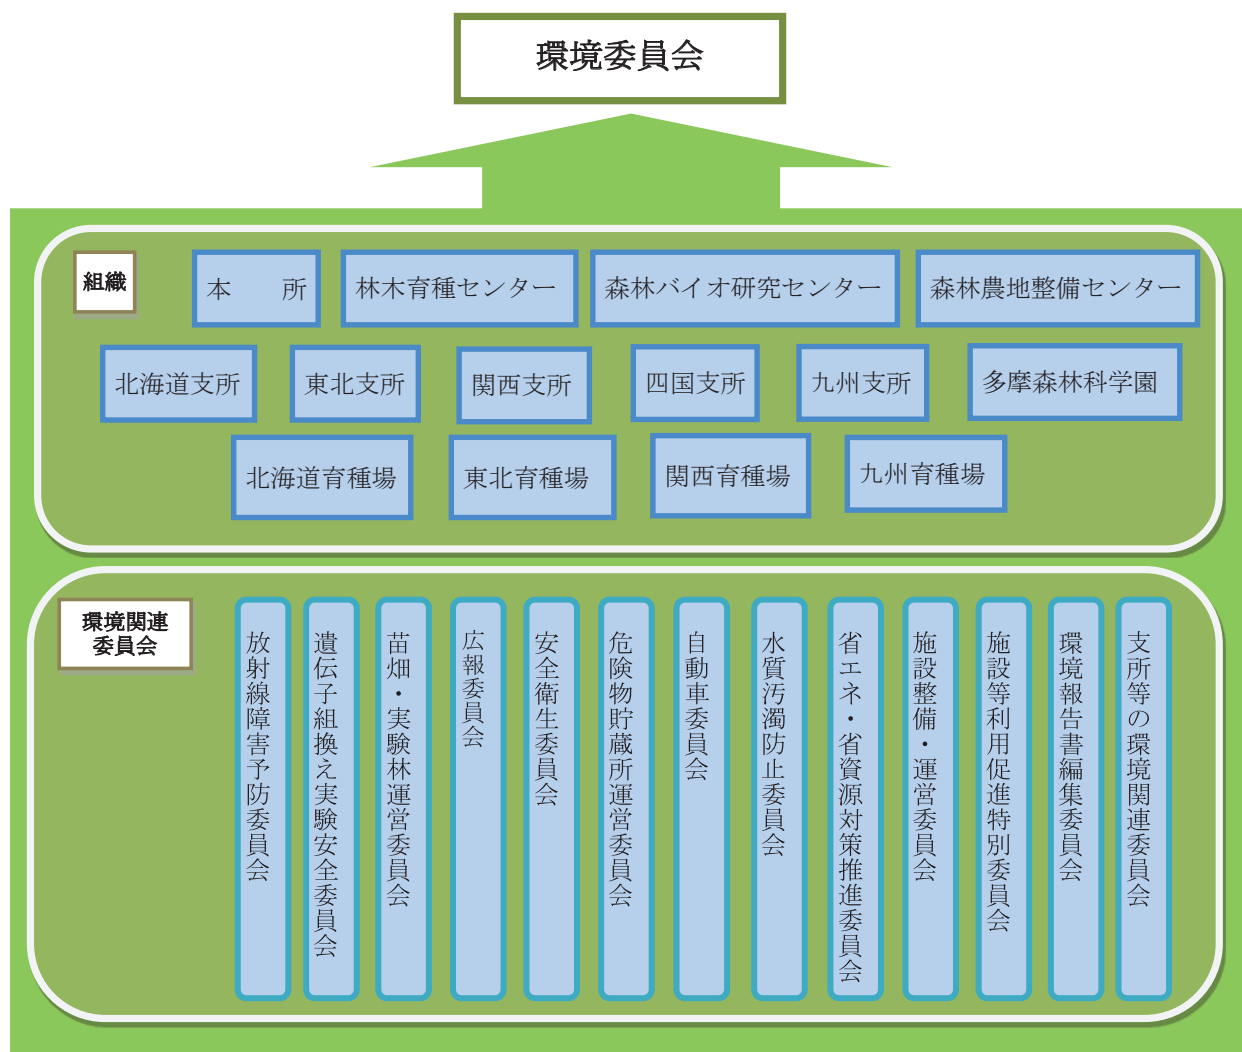 環境委員会
組織
本　所
林木育種センター
森林バイオ研究センター
森林農地整備センター
北海道支所
東北支所
関西支所
四国支所
九州支所
多摩森林科学園
北海道育種場
東北育種場
関西育種場
九州育種場
環境関連
委員会
放射線障害予防委員会
遺伝子組換え実験安全委員会
苗畑・実験林運営委員会
広報委員会
安全衛生委員会
危険物貯蔵所運営委員会
自動車委員会
水質汚濁防止委員会
省エネ・省資源対策推進委員会
施設整備・運営委員会
施設等利用促進特別委員会
環境報告書編集委員会
支所等の環境関連委員会